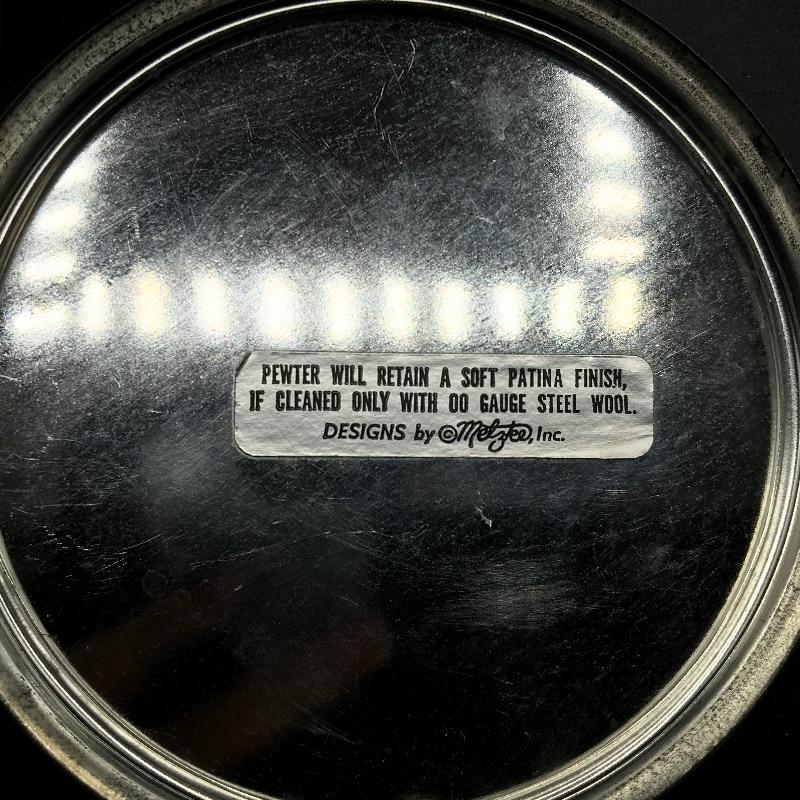 PEWTER WILL RETAIN A SOFT PATINA FINISH,
IF CLEANED ONLY WITH 00 GAUGE STEEL WOOL.
DESIGNS by © Metzke, Inc.